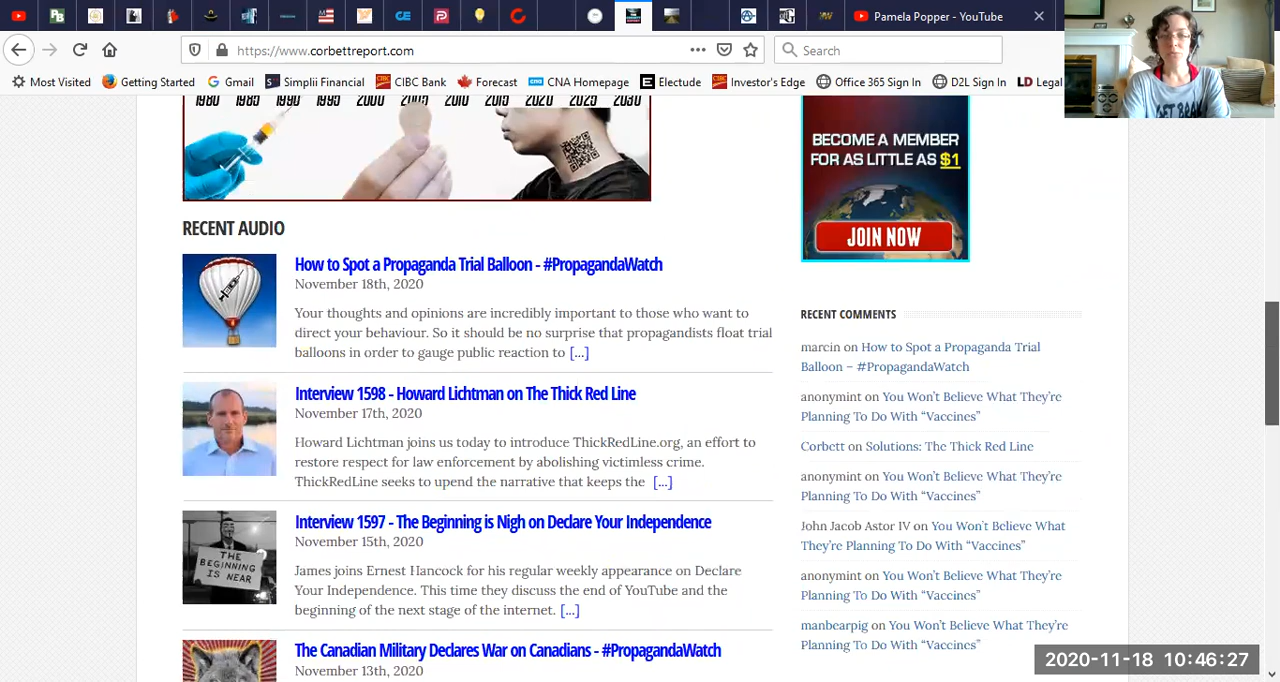 Pamela Popper - YouTube
https://www.corbettreport.com
Search
Most Visited
Getting Started
Gmail
Simplii Financial
CIBC Bank
Forecast
CNA Homepage
Electude
Investor's Edge
Office 365 Sign In
D2L Sign In
Legal
1980 1985 1990 1995 2000 2005 2010 2015 2020 2025 2030
RECENT AUDIO
How to Spot a Propaganda Trial Balloon - #PropagandaWatch
November 18th, 2020
Your thoughts and opinions are incredibly important to those who want to
direct your behaviour. So it should be no surprise that propagandists float trial
balloons in order to gauge public reaction to [...]
Interview 1598 - Howard Lichtman on The Thick Red Line
November 17th, 2020
Howard Lichtman joins us today to introduce ThickRedLine.org, an effort to
restore respect for law enforcement by abolishing victimless crime.
ThickRedLine seeks to upend the narrative that keeps the [...]
THE
BEGINNING
IS NEAR
Interview 1597 - The Beginning is Nigh on Declare Your Independence
November 15th, 2020
James joins Ernest Hancock for his regular weekly appearance on Declare
Your Independence. This time they discuss the end of YouTube and the
beginning of the next stage of the internet. [...]
The Canadian Military Declares War on Canadians - #PropagandaWatch
November 13th, 2020
BECOME A MEMBER
FOR AS LITTLE AS $1
JOIN NOW
RECENT COMMENTS
marcin on How to Spot a Propaganda Trial
Balloon – #PropagandaWatch
anonymint on You Won't Believe What They're
Planning To Do With “Vaccines”
Corbett on Solutions: The Thick Red Line
anonymint on You Won't Believe What They're
Planning To Do With “Vaccines”
John Jacob Astor IV on You Won't Believe What
They're Planning To Do With “Vaccines”
anonymint on You Won't Believe What They're
Planning To Do With “Vaccines”
manbearpig on You Won't Believe What They're
Planning To Do With “Vaccines”
2020-11-18 10:46:27